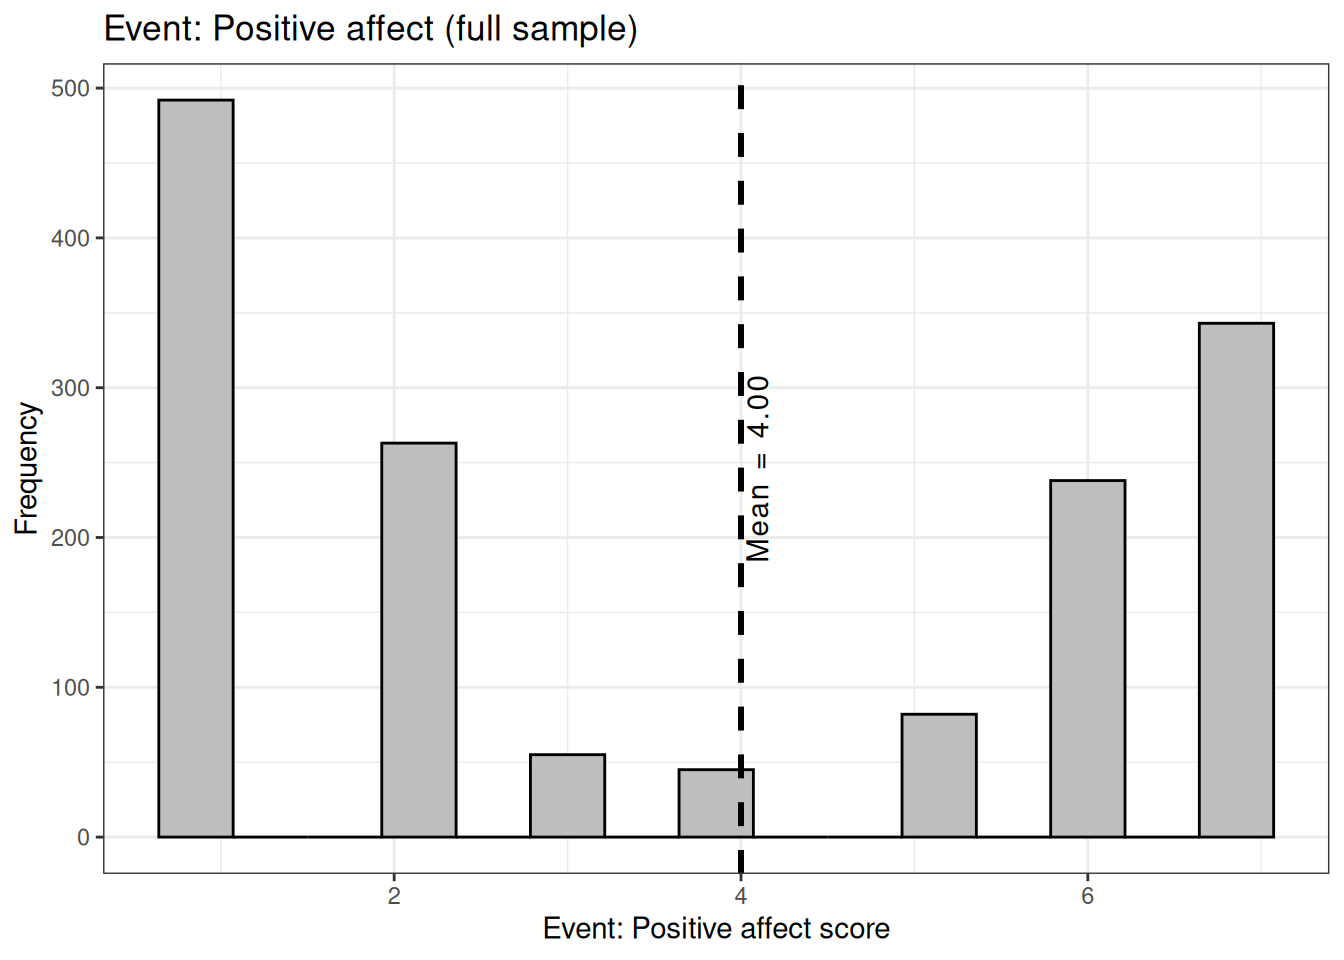 Event: Positive affect (full sample)
500
400
300
200
100
0
Frequency
Mean = 4.00
2
4
6
Event: Positive affect score